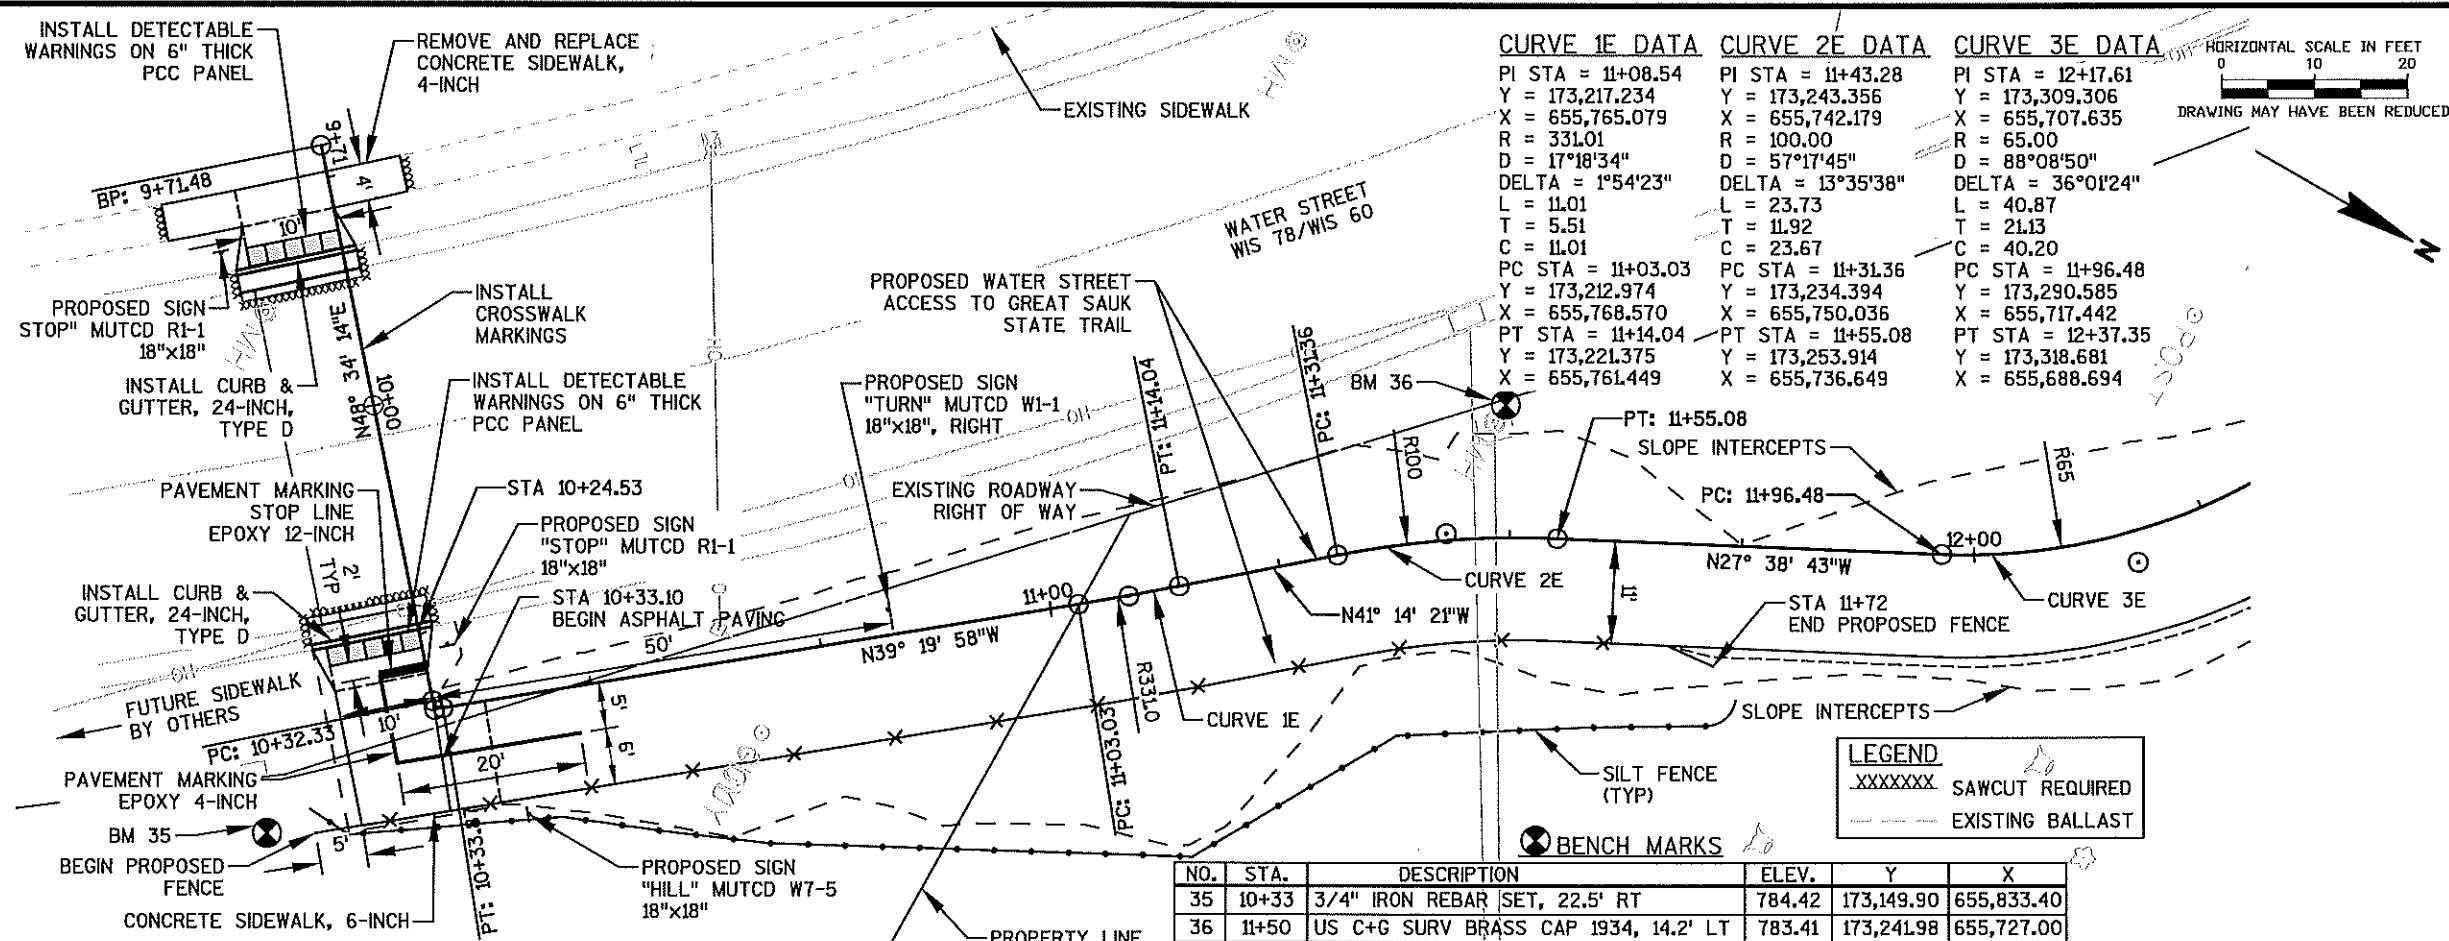 INSTALL DETECTABLE
WARNINGS ON 6" THICK
PCC PANEL
REMOVE AND REPLACE
CONCRETE SIDEWALK,
4-INCH
EXISTING SIDEWALK
CURVE 1E DATA
PI STA = 11+08.54
Y = 173,217.234
X = 655,765.079
R = 331.01
D = 17°18'34"
DELTA = 1°54'23"
L = 11.01
T = 5.51
C = 11.01
PC STA = 11+03.03
Y = 173,212.974
X = 655,768.570
PT STA = 11+14.04
Y = 173,221.375
X = 655,761.449
CURVE 2E DATA
PI STA = 11+43.28
Y = 173,243.356
X = 655,742.179
R = 100.00
D = 57°17'45"
DELTA = 13°35'38"
L = 23.73
T = 11.92
C = 23.67
PC STA = 11+31.36
Y = 173,234.394
X = 655,750.036
PT STA = 11+55.08
Y = 173,253.914
X = 655,736.649
CURVE 3E DATA
PI STA = 12+17.61
Y = 173,309.306
X = 655,707.635
R = 65.00
D = 88°08'50"
DELTA = 36°01'24"
L = 40.87
T = 21.13
C = 40.20
PC STA = 11+96.48
Y = 173,290.585
X = 655,717.442
PT STA = 12+37.35
Y = 173,318.681
X = 655,688.694
HORIZONTAL SCALE IN FEET
0 10 20
DRAWING MAY HAVE BEEN REDUCED
N
BP: 9+71.48
9+71
4'
10'
WATER STREET
WIS 78/WIS 60
PROPOSED SIGN
STOP" MUTCD R1-1
18"x18"
INSTALL
CROSSWALK
MARKINGS
N48° 34' 14"E
10+00
INSTALL CURB &
GUTTER, 24-INCH,
TYPE D
INSTALL DETECTABLE
WARNINGS ON 6" THICK
PCC PANEL
PROPOSED WATER STREET
ACCESS TO GREAT SAUK
STATE TRAIL
PROPOSED SIGN
"TURN" MUTCD W1-1
18"x18", RIGHT
PT: 11+14.04
PC: 11+31.36
BM 36
R100
PT: 11+55.08
SLOPE INTERCEPTS
PC: 11+96.48
R65
POST
12+00
PAVEMENT MARKING
STOP LINE
EPOXY 12-INCH
STA 10+24.53
PROPOSED SIGN
"STOP" MUTCD R1-1
18"x18"
EXISTING ROADWAY
RIGHT OF WAY
2'
TYP
INSTALL CURB &
GUTTER, 24-INCH,
TYPE D
STA 10+33.10
BEGIN ASPHALT PAVING
50'
11+00
N39° 19' 58"W
N41° 14' 21"W
CURVE 2E
N27° 38' 43"W
11'
CURVE 3E
STA 11+72
END PROPOSED FENCE
FUTURE SIDEWALK
BY OTHERS
10'
PC: 10+32.33
5'
6'
20'
R331.0
CURVE 1E
PC: 11+03.03
SLOPE INTERCEPTS
PAVEMENT MARKING
EPOXY 4-INCH
SILT FENCE
(TYP)
BM 35
5'
BEGIN PROPOSED
FENCE
PT: 10+33.8
PROPOSED SIGN
"HILL" MUTCD W7-5
18"x18"
CONCRETE SIDEWALK, 6-INCH
PROPERTY LINE
LEGEND
XXXXXXX SAWCUT REQUIRED
EXISTING BALLAST
BENCH MARKS
NO. STA. DESCRIPTION ELEV. Y X
35 10+33 3/4" IRON REBAR SET, 22.5' RT 784.42 173,149.90 655,833.40
36 11+50 US C+G SURV BRASS CAP 1934, 14.2' LT 783.41 173,241.98 655,727.00